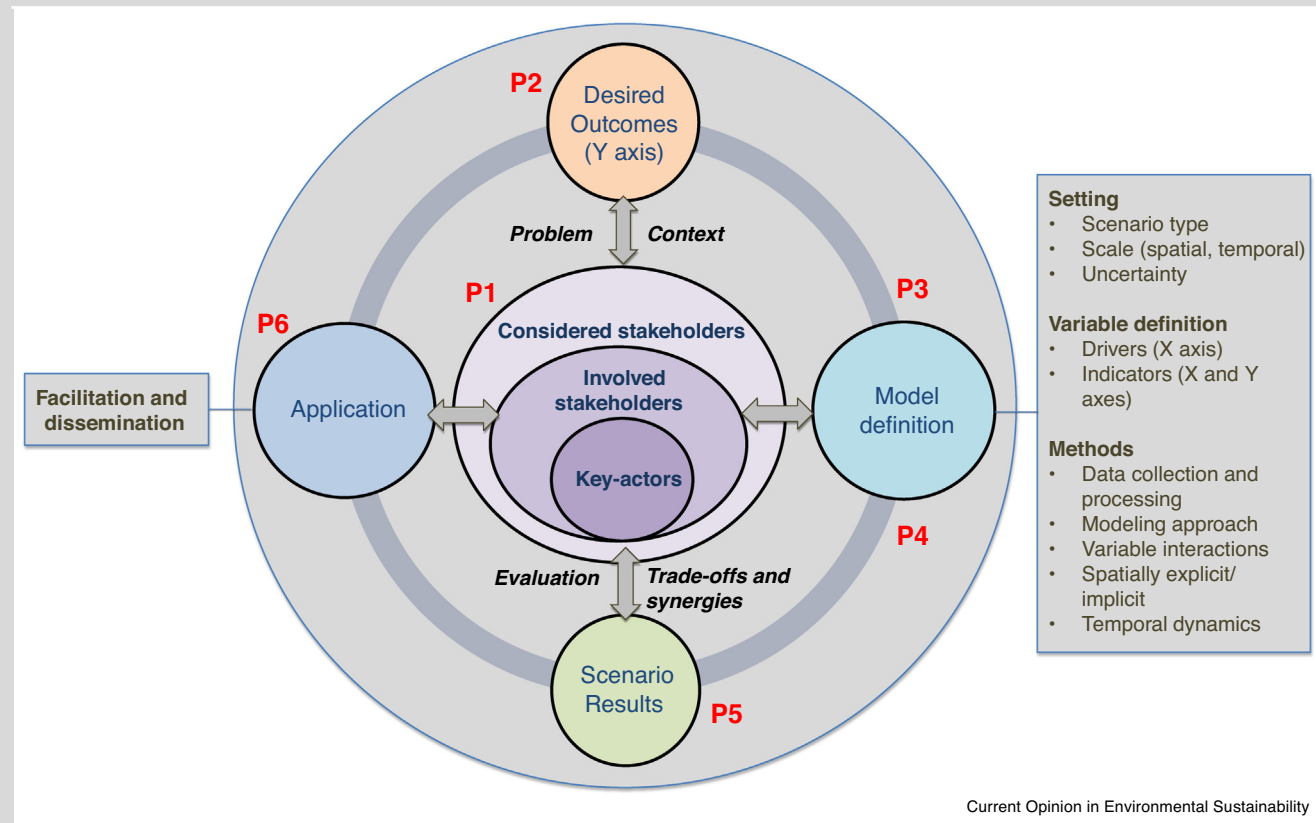 P2
Desired
Outcomes
(Y axis)
Problem
Context
P1
Considered stakeholders
Involved
stakeholders
Key-actors
P6
Application
Facilitation and
dissemination
P3
Model
definition
P4
Evaluation
Trade-offs and
synergies
Scenario
Results
P5
Setting
• Scenario type
• Scale (spatial, temporal)
• Uncertainty
Variable definition
• Drivers (X axis)
• Indicators (X and Y
axes)
Methods
• Data collection and
processing
• Modeling approach
• Variable interactions
• Spatially explicit/
implicit
• Temporal dynamics
Current Opinion in Environmental Sustainability